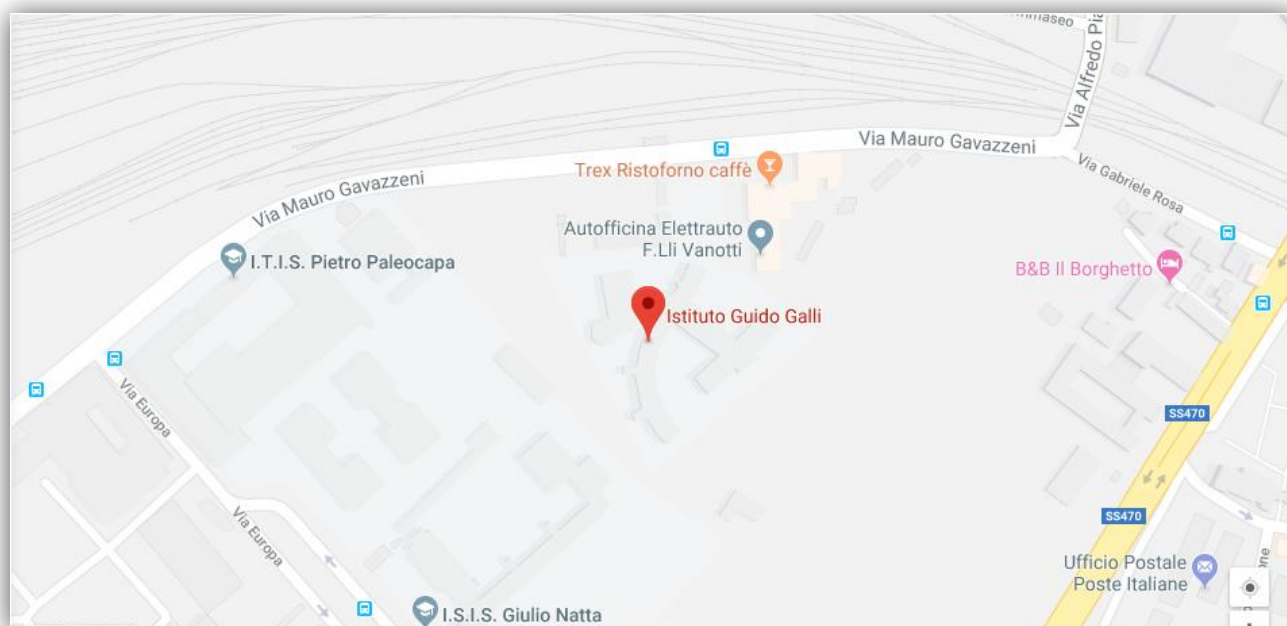 Via Alfredo
Via Mauro Gavazzeni
Trex Ristoforno caffè
Via Gabriele Rosa
Via Mauro Gavazzeni
Autofficina Elettrauto
F.Lli Vanotti
I.T.I.S. Pietro Paleocapa
B&B Il Borghetto
Istituto Guido Galli
Via Europa
SS470
SS470
Via Europa
Ufficio Postale
Poste Italiane
I.S.I.S. Giulio Natta